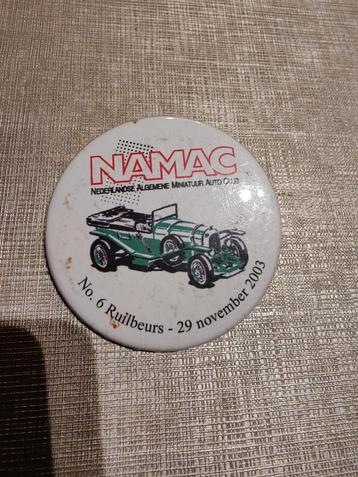 NAMAC
NEDERLANDSE ALGEMENE MINIATUUR AUTO CLUB
No. 6 Ruilbeurs - 29 november 2003